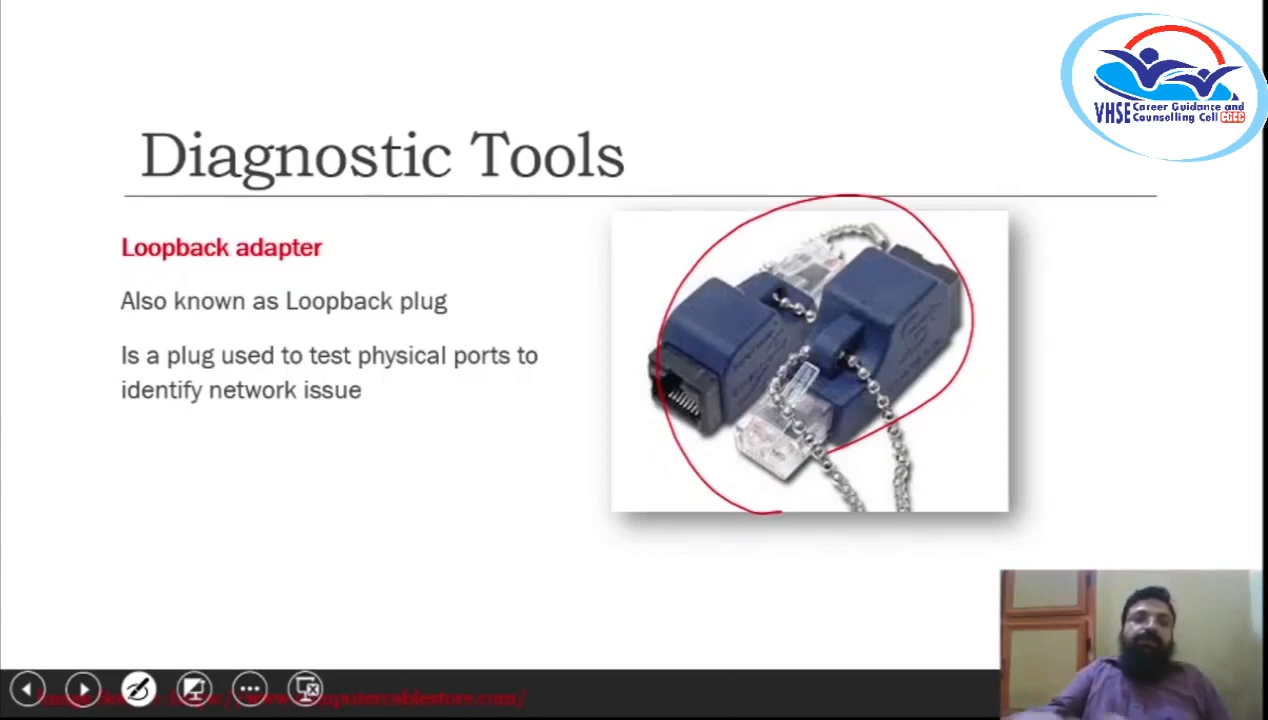 VHSE Career Guidance and
Counselling Cell CGCC
Diagnostic Tools
Loopback adapter
Also known as Loopback plug
Is a plug used to test physical ports to
identify network issue